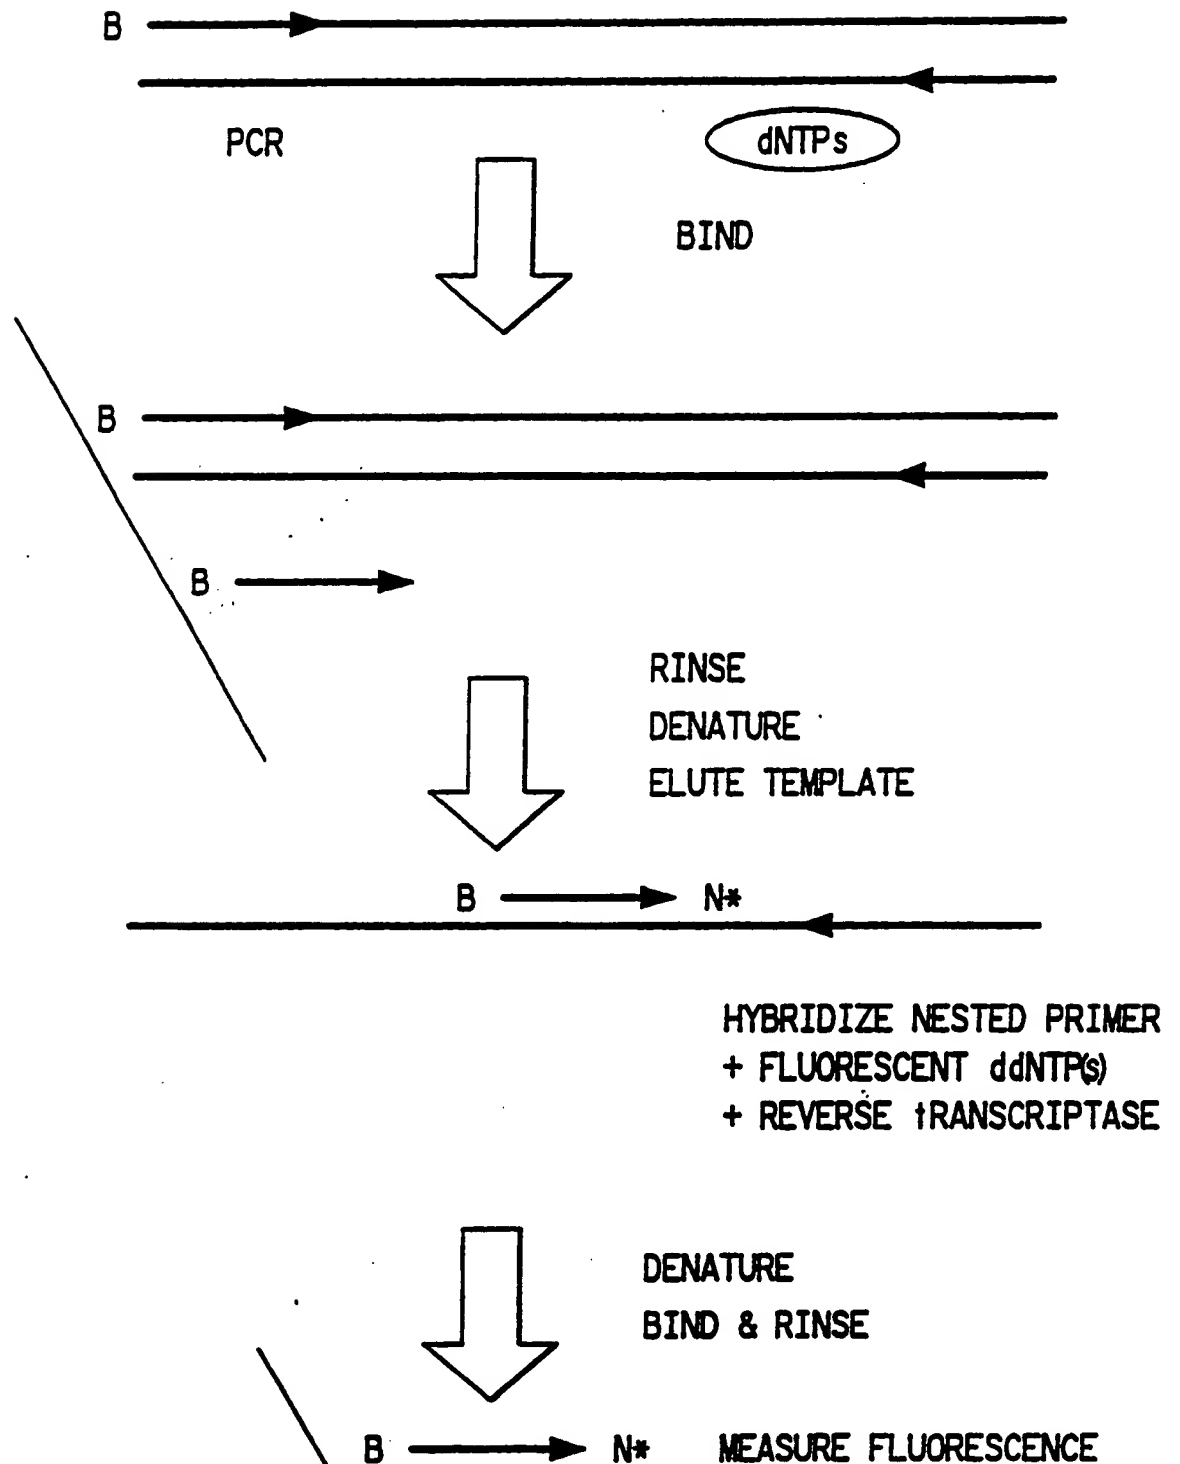 B
PCR
dNTPs
BIND
B
B
RINSE
DENATURE
ELUTE TEMPLATE
B N*
HYBRIDIZE NESTED PRIMER
+ FLUORESCENT ddNTP(s)
+ REVERSE tRANSCRIPTASE
DENATURE
BIND & RINSE
B N* MEASURE FLUORESCENCE